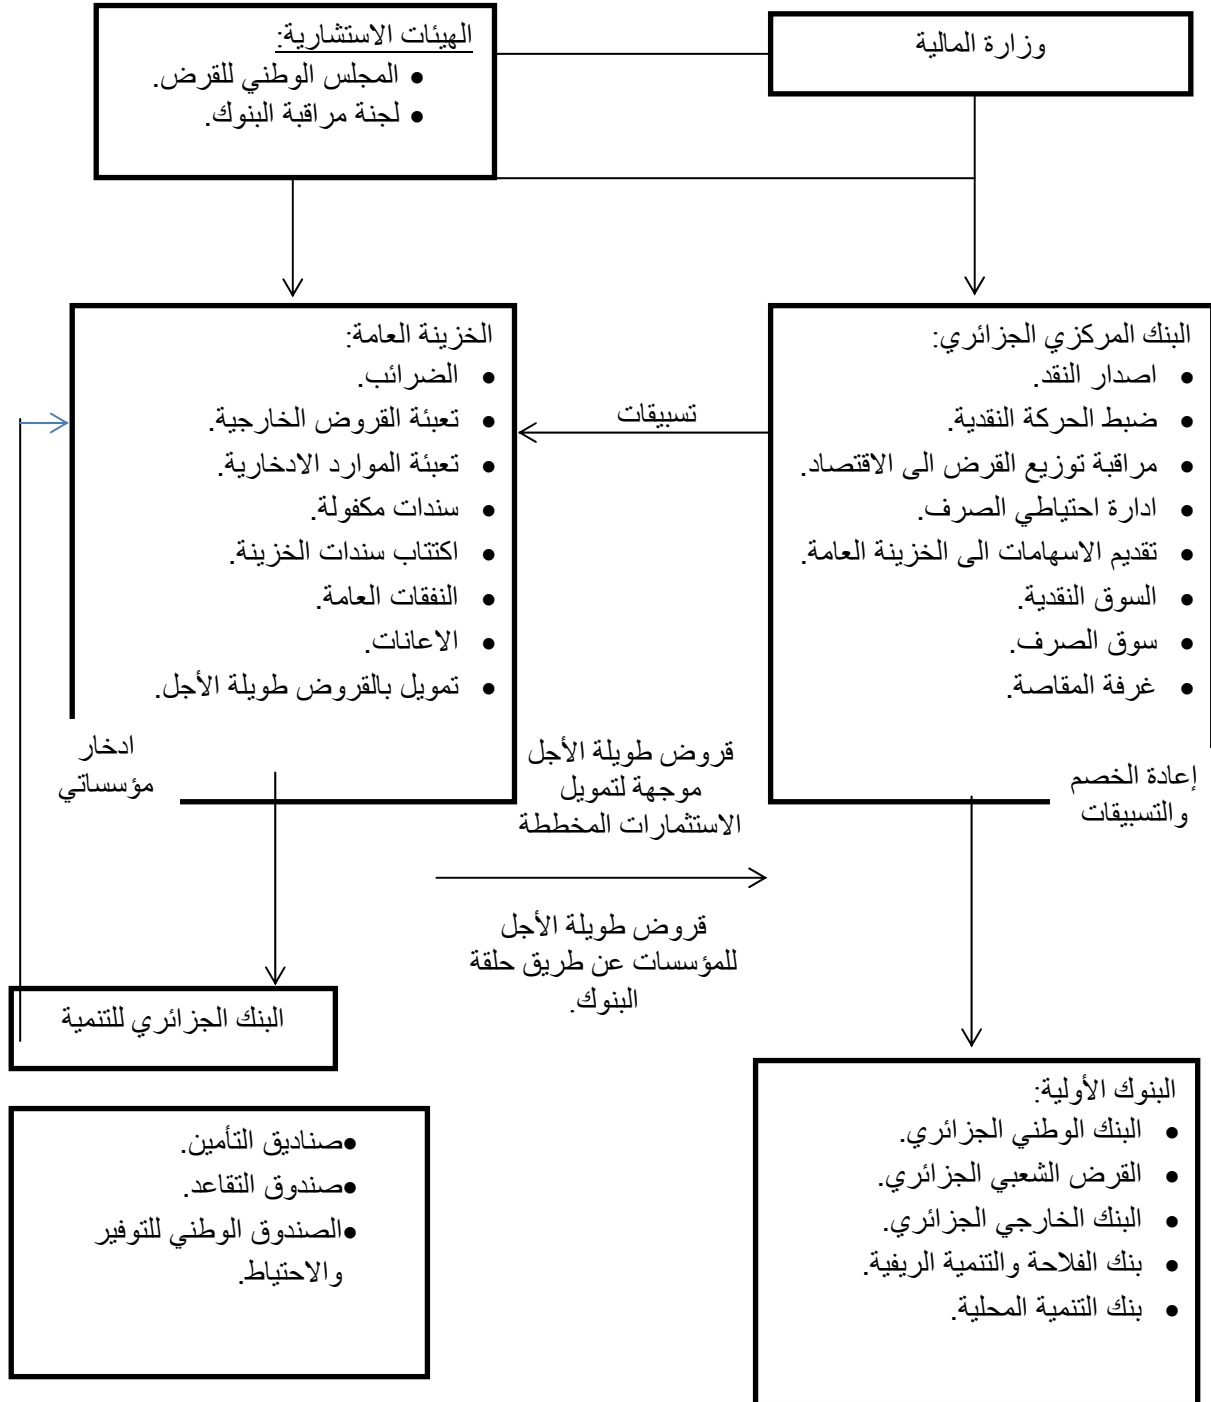 وزارة المالية
الهيئات الاستشارية:
• المجلس الوطني للقرض.
• لجنة مراقبة البنوك.
البنك المركزي الجزائري:
• اصدار النقد.
• ضبط الحركة النقدية.
• مراقبة توزيع القرض الى الاقتصاد.
• ادارة احتياطي الصرف.
• تقديم الاسهامات الى الخزينة العامة.
• السوق النقدية.
• سوق الصرف.
• غرفة المقاصة.
تسبيقات
الخزينة العامة:
• الضرائب.
• تعبئة القروض الخارجية.
• تعبئة الموارد الادخارية.
• سندات مكفولة.
• اكتتاب سندات الخزينة.
• النفقات العامة.
• الاعانات.
• تمويل بالقروض طويلة الأجل.
إعادة الخصم
والتسبيقات
قروض طويلة الأجل
موجهة لتمويل
الاستثمارات المخططة
ادخار
مؤسساتي
قروض طويلة الأجل
للمؤسسات عن طريق حلقة
البنوك.
البنك الجزائري للتنمية
البنوك الأولية:
• البنك الوطني الجزائري.
• القرض الشعبي الجزائري.
• البنك الخارجي الجزائري.
• بنك الفلاحة والتنمية الريفية.
• بنك التنمية المحلية.
•صناديق التأمين.
•صندوق التقاعد.
•الصندوق الوطني للتوفير
والاحتياط.